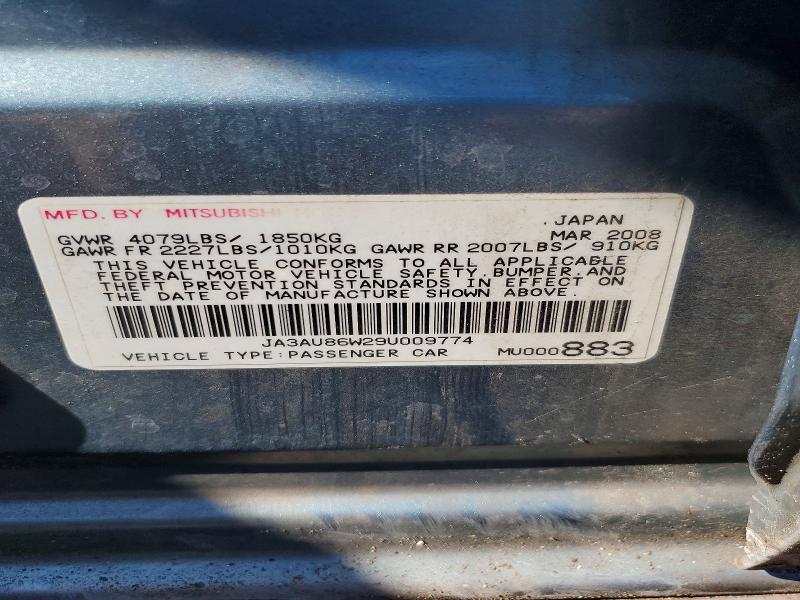 MFD. BY MITSUBISHI
JAPAN
MAR 2008
GVWR 4079LBS/ 1850KG
GAWR FR 2227LBS/1010KG GAWR RR 2007LBS/ 910KG
THIS VEHICLE CONFORMS TO ALL APPLICABLE
FEDERAL MOTOR VEHICLE SAFETY,BUMPER,AND
THEFT PREVENTION STANDARDS IN EFFECT ON
THE DATE OF MANUFACTURE SHOWN ABOVE.
JA3AU86W29U009774
VEHICLE TYPE:PASSENGER CAR MU000883